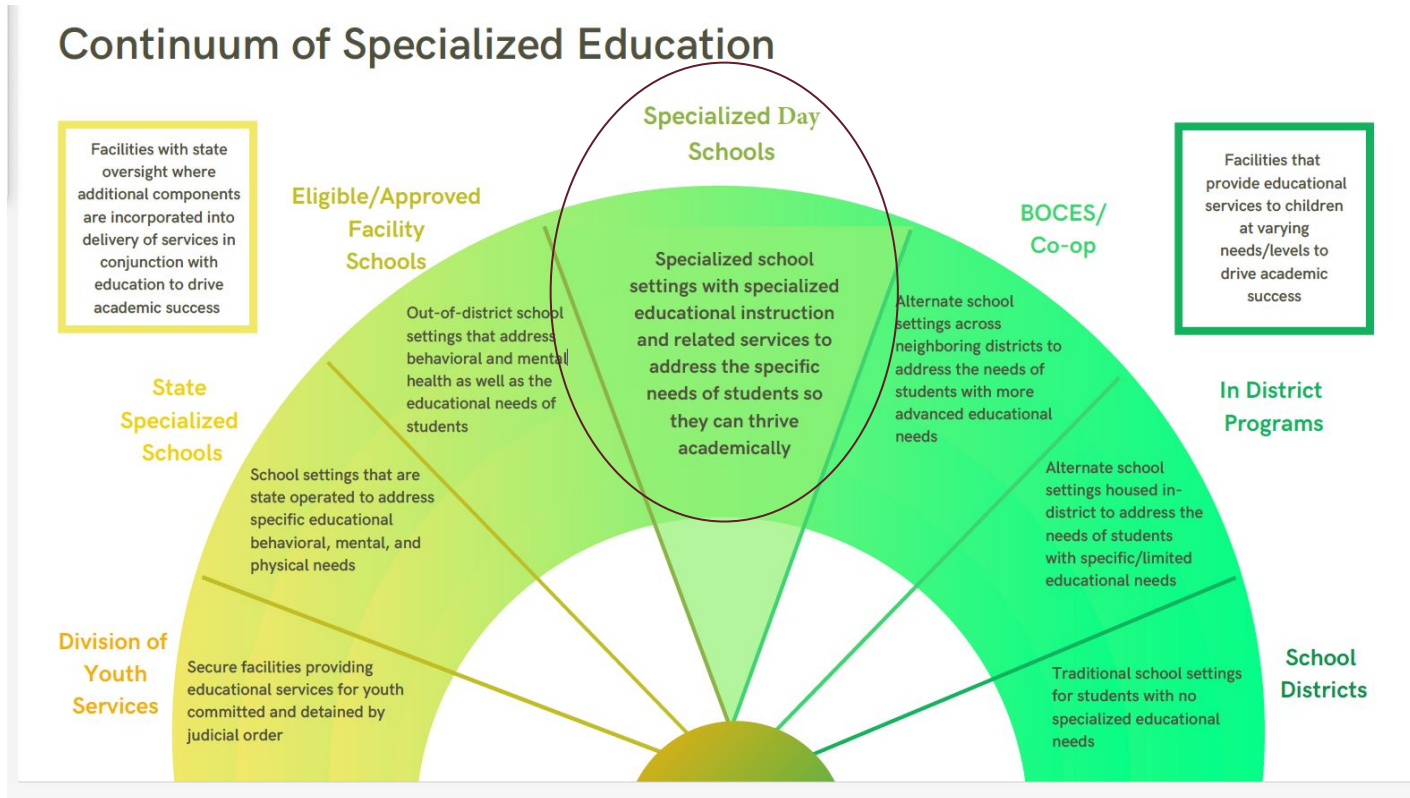 Continuum of Specialized Education
Facilities with state
oversight where
additional components
are incorporated into
delivery of services in
conjunction with
education to drive
academic success
Division of
Youth
Services
Secure facilities providing
educational services for youth
committed and detained by
judicial order
State
Specialized
Schools
School settings that are
state operated to address
specific educational
behavioral, mental, and
physical needs
Eligible/Approved
Facility
Schools
Out-of-district school
settings that address
behavioral and mental
health as well as the
educational needs of
students
Specialized Day
Schools
Specialized school
settings with specialized
educational instruction
and related services to
address the specific
needs of students so
they can thrive
academically
BOCES/
Co-op
Alternate school
settings across
neighboring districts to
address the needs of
students with more
advanced educational
needs
Facilities that
provide educational
services to children
at varying
needs/levels to
drive academic
success
In District
Programs
Alternate school
settings housed in-
district to address the
needs of students
with specific/limited
educational needs
School
Districts
Traditional school settings
for students with no
specialized educational
needs